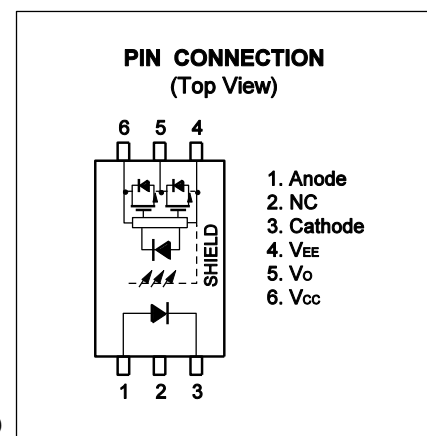 PIN CONNECTION
(Top View)
6 5 4
SHIELD
1 2 3
1. Anode
2. NC
3. Cathode
4. VEE
5. VO
6. VCC
)